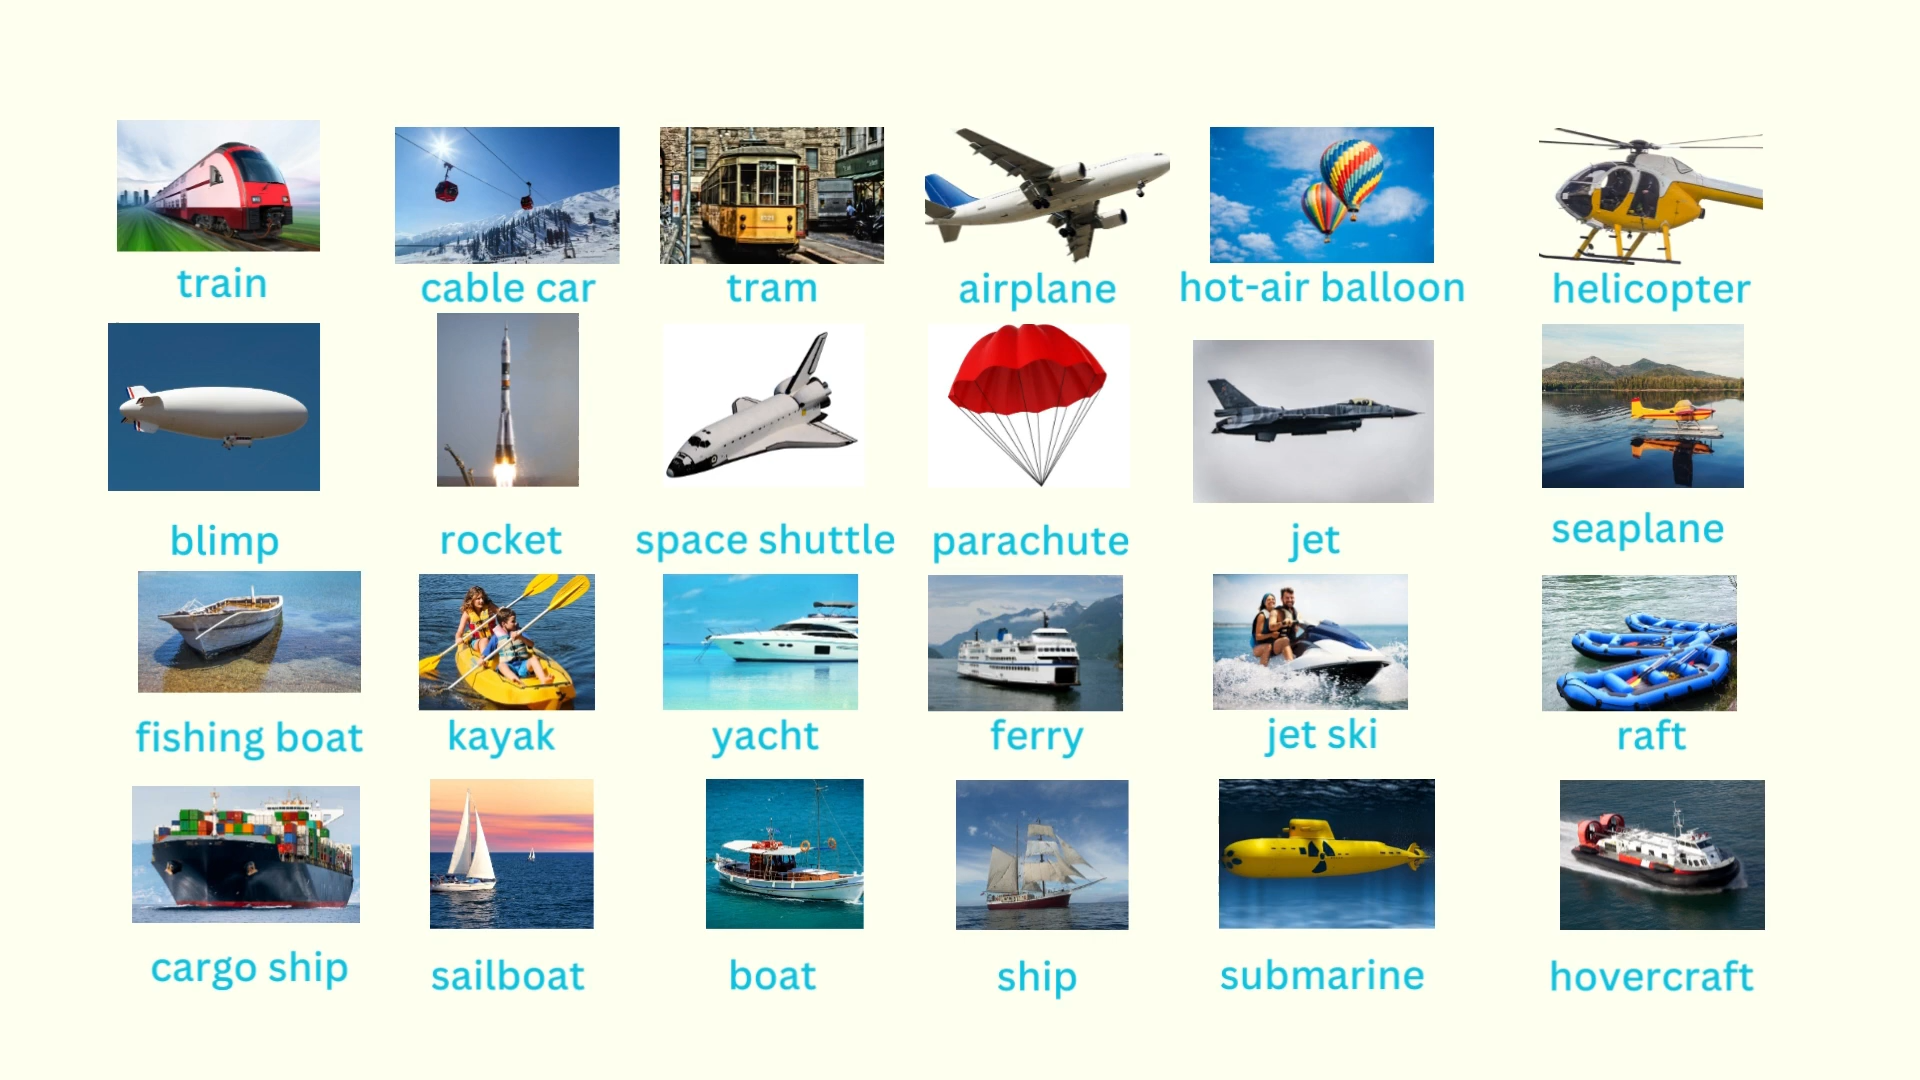 train
cable car
tram
airplane
hot-air balloon
helicopter
blimp
rocket
space shuttle
parachute
jet
seaplane
fishing boat
kayak
yacht
ferry
jet ski
raft
cargo ship
sailboat
boat
ship
submarine
hovercraft